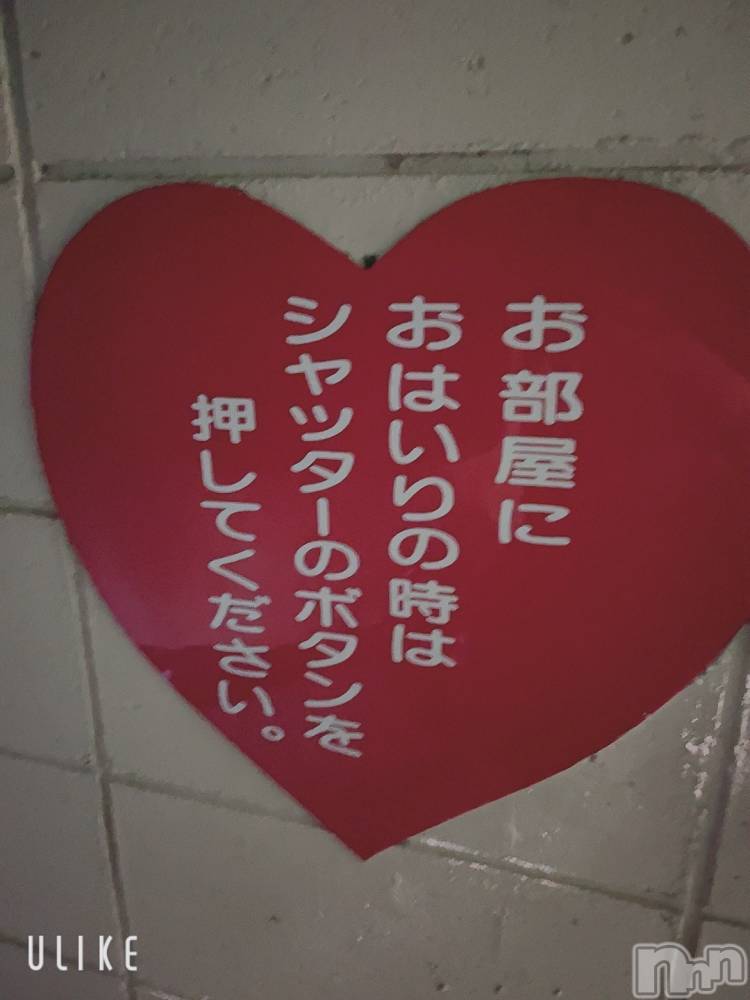 お部屋に
おはいりの時は
シャッターのボタンを
押してください。
ULIKE
nnn